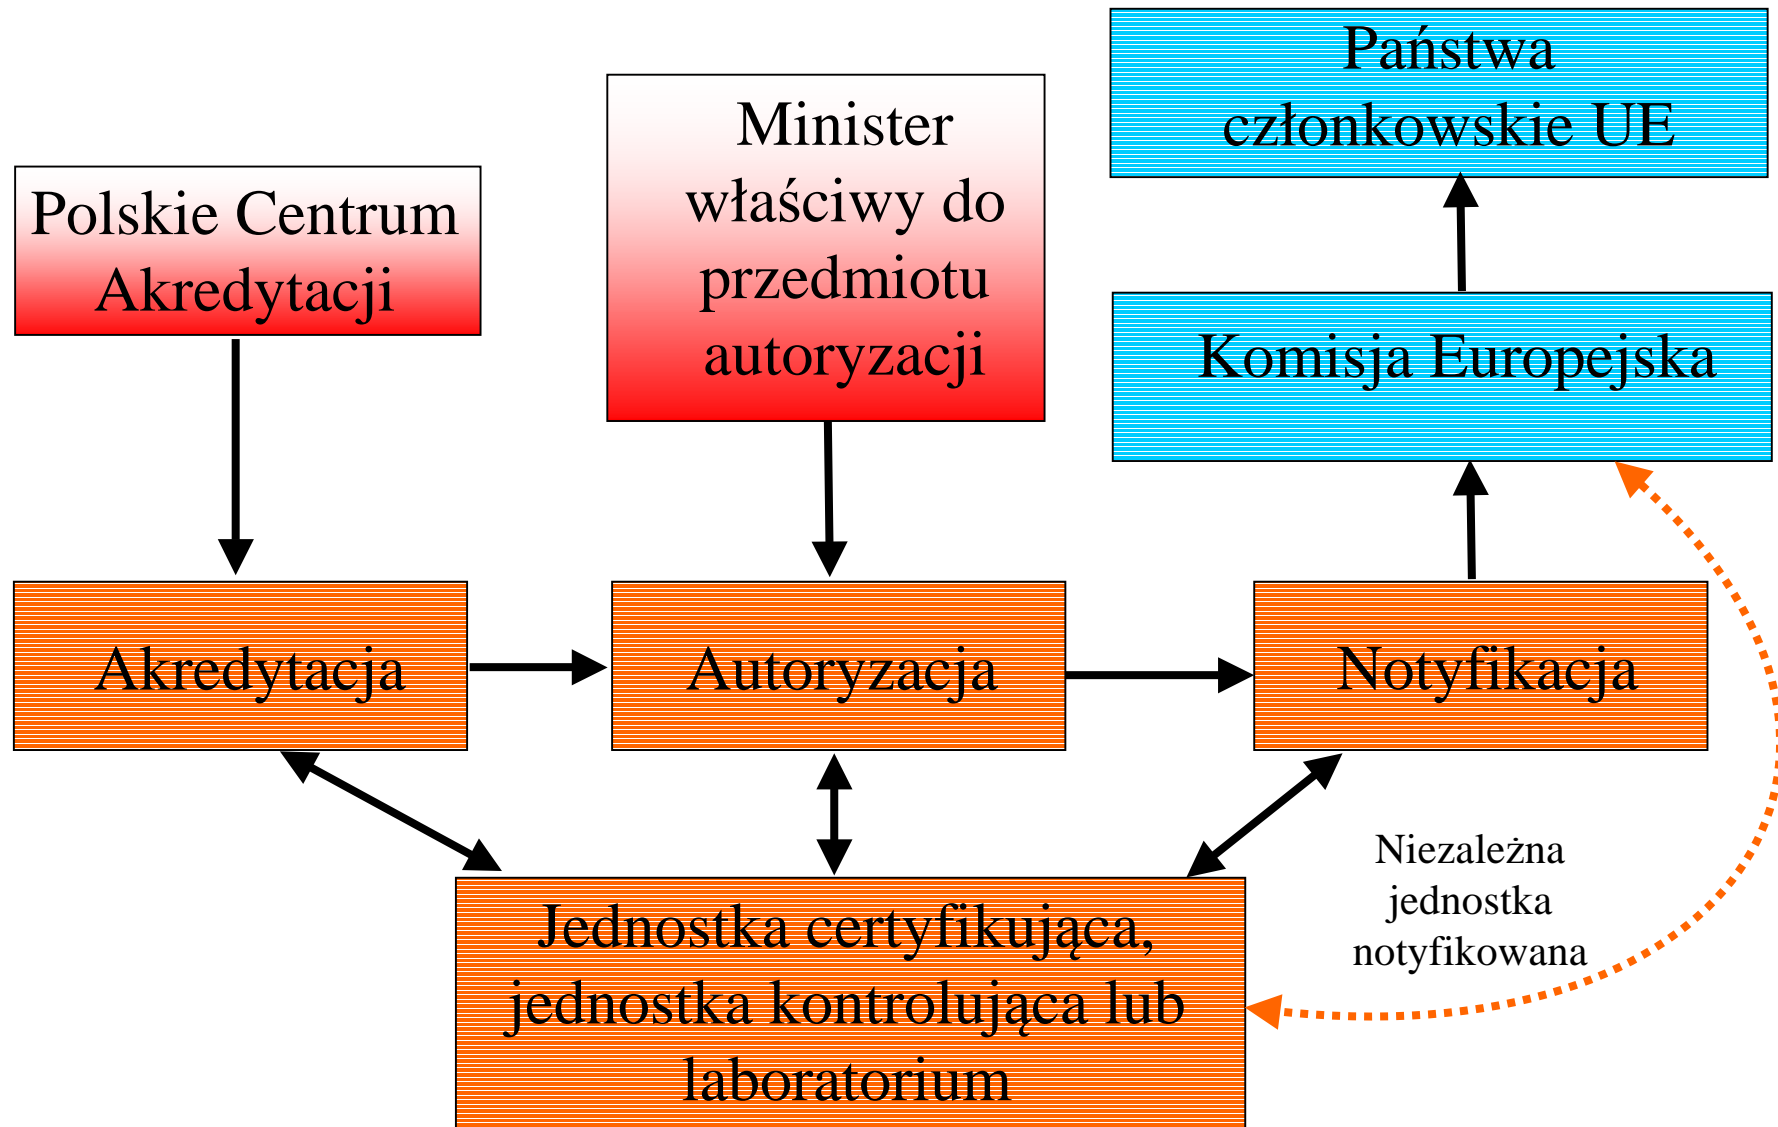 Państwa
członkowskie UE
Minister
właściwy do
przedmiotu
autoryzacji
Polskie Centrum
Akredytacji
Komisja Europejska
Akredytacja
Autoryzacja
Notyfikacja
Niezależna
jednostka
notyfikowana
Jednostka certyfikująca,
jednostka kontrolująca lub
laboratorium